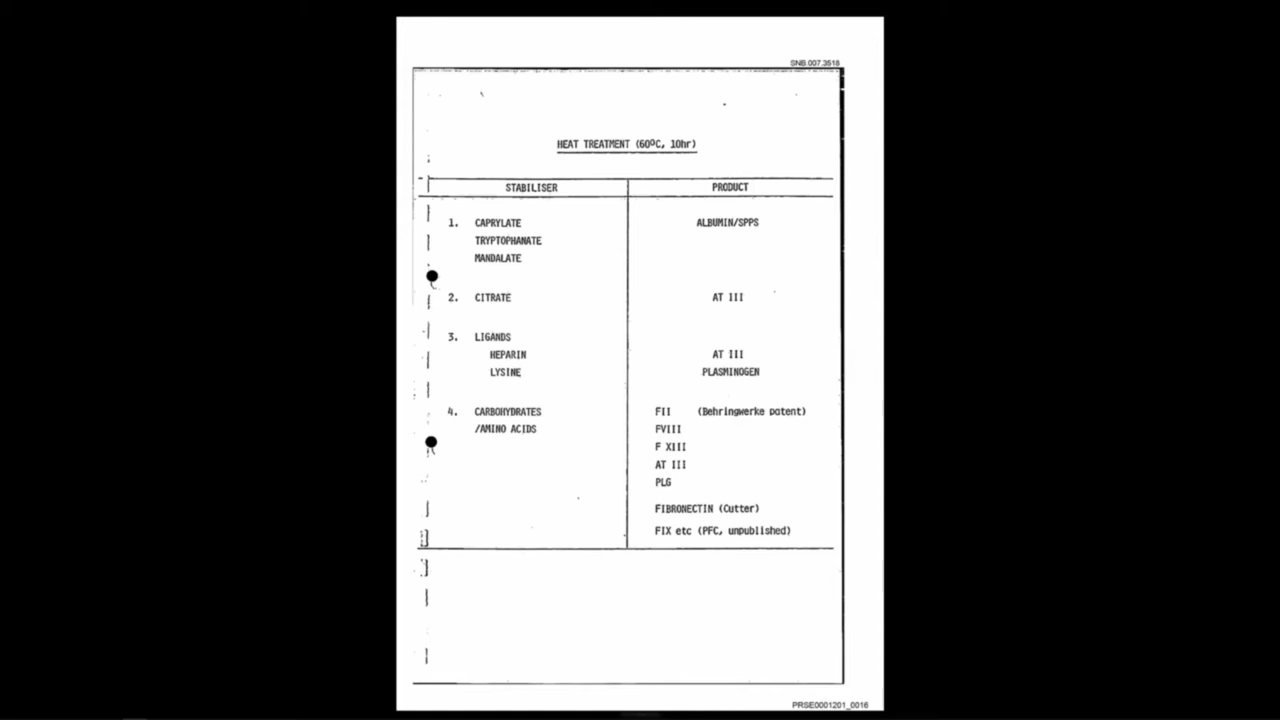 SNB.007.3518
HEAT TREATMENT (60ºC, 10hr)
STABILISER PRODUCT
1. CAPRYLATE ALBUMIN/SPPS
TRYPTOPHANATE
MANDALATE
2. CITRATE AT III
3. LIGANDS
HEPARIN AT III
LYSINE PLASMINOGEN
4. CARBOHYDRATES FII (Behringwerke patent)
/AMINO ACIDS FVIII
F XIII
AT III
PLG
FIBRONECTIN (Cutter)
FIX etc (PFC, unpublished)
PRSE0001201_0016